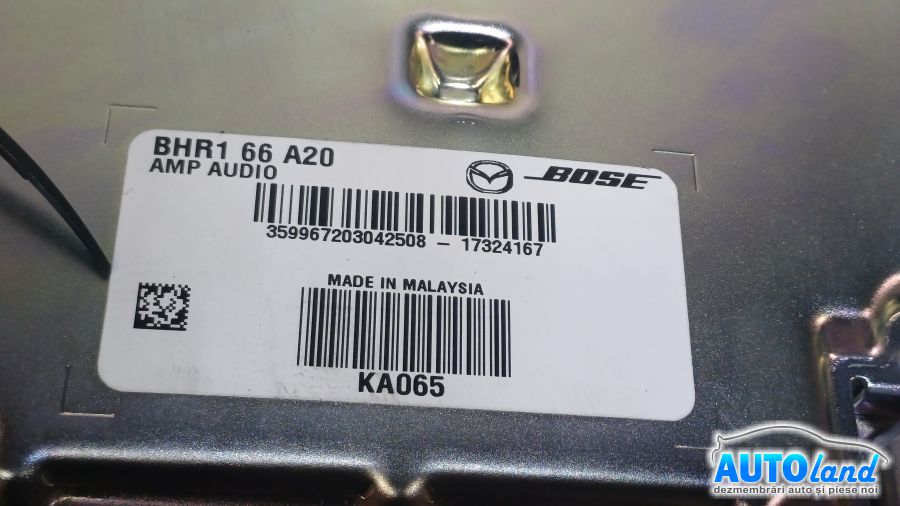 BHR1 66 A20
AMP AUDIO
BOSE
359967203042508 - 17324167
MADE IN MALAYSIA
KA065
AUTOland
dezmembrări auto și piese noi